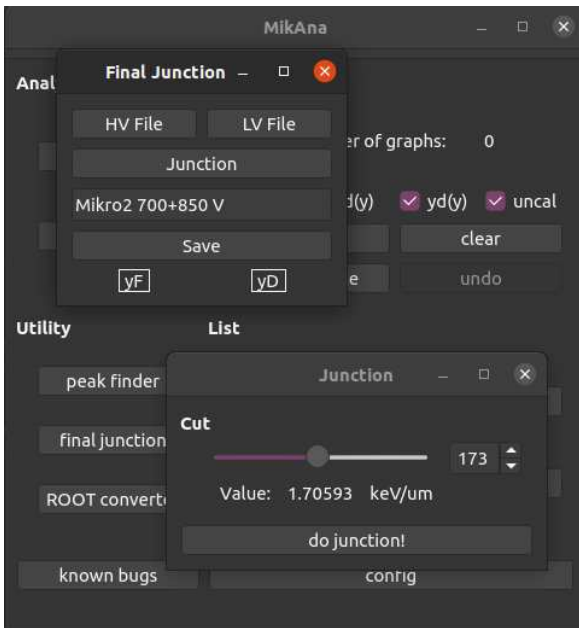 MikAna
Final Junction
Anal
HV File
LV File
er of graphs:
0
Junction
d(y)
yd(y)
uncal
Mikro2 700+850 V
Save
clear
yF
yD
e
undo
Utility
List
peak finder
Junction
Cut
final junction
173
ROOT converte
Value: 1.70593 keV/um
do junction!
known bugs
config